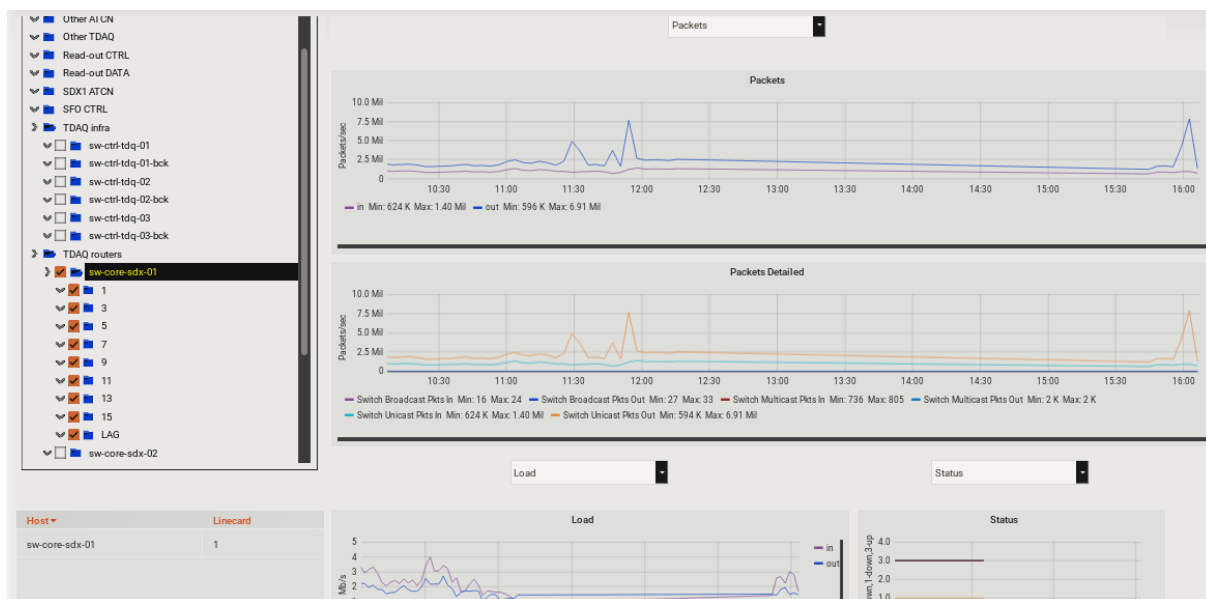 Other ATCN
Other TDAQ
Read-out CTRL
Read-out DATA
SDX1 ATCN
SFO CTRL
TDAQ infra
sw-ctrl-tdq-01
sw-ctrl-tdq-01-bck
sw-ctrl-tdq-02
sw-ctrl-tdq-02-bck
sw-ctrl-tdq-03
sw-ctrl-tdq-03-bck
TDAQ routers
sw-core-sdx-01
1
3
5
7
9
11
13
15
LAG
sw-core-sdx-02
Host
Linecard
sw-core-sdx-01
1
Packets
Packets
Packets/sec
10.0 Mil
7.5 Mil
5.0 Mil
2.5 Mil
0
10:30 11:00 11:30 12:00 12:30 13:00 13:30 14:00 14:30 15:00 15:30 16:00
in Min: 624 K Max: 1.40 Mil out Min: 596 K Max: 6.91 Mil
Packets Detailed
Packets/sec
10.0 Mil
7.5 Mil
5.0 Mil
2.5 Mil
0
10:30 11:00 11:30 12:00 12:30 13:00 13:30 14:00 14:30 15:00 15:30 16:00
Switch Broadcast Pkts In Min: 16 Max: 24 Switch Broadcast Pkts Out Min: 27 Max: 33 Switch Multicast Pkts In Min: 736 Max: 805 Switch Multicast Pkts Out Min: 2 K Max: 2 K
Switch Unicast Pkts In Min: 624 K Max: 1.40 Mil Switch Unicast Pkts Out Min: 594 K Max: 6.91 Mil
Load
Load
Mb/s
5
4
3
2
in
out
Status
Status
own,1-down,3-up
4.0
3.0
2.0
1.0